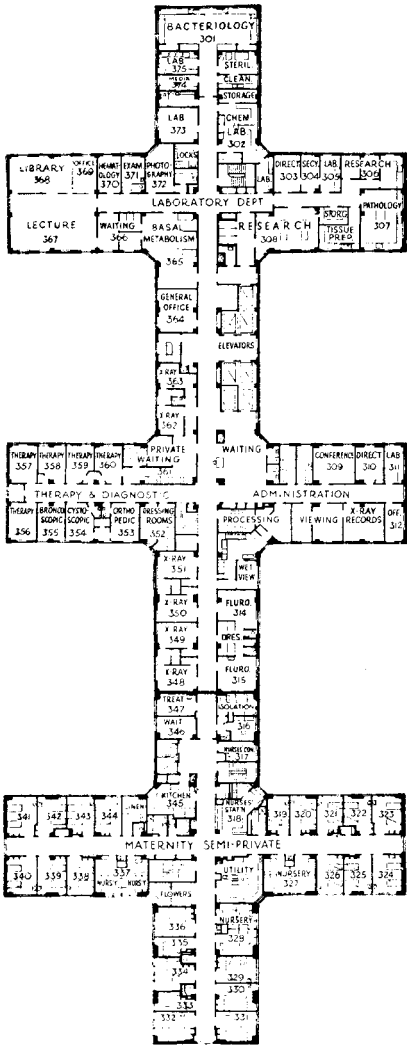 BACTERIOLOGY
301
LAB
375
STERIL
MEDIA
374
CLEAN.
STORAGE
LAB
373
CHEM
LAB
302
LOCKS
LAB.
LIBRARY
368
OFFICE
369
HEMAT-
OLOGY
370
EXAM
371
PHOTO-
GRAPHY
372
DIRECT
303
SECY.
304
LAB
305
RESEARCH
306
LABORATORY DEPT
LECTURE
367
WAITING
366
BASAL
METABOLISM
365
RESEARCH
308
STORG.
TISSUE
PREP.
PATHOLOGY
307
GENERAL
OFFICE
364
ELEVATORS
X-RAY
363
X-RAY
362
PRIVATE
WAITING
361
WAITING
THERAPY
357
THERAPY
358
THERAPY
359
THERAPY
360
CONFERENCE
309
DIRECT.
310
LAB
311
THERAPY & DIAGNOSTIC
ADMINISTRATION
THERAPY
356
BRONCO
SCOPIC
355
CYSTO-
SCOPIC
354
ORTHO
PEDIC
353
DRESSING
ROOMS
352
PROCESSING
VIEWING
X-RAY
RECORDS
OFF.
312
X-RAY
351
WET
VIEW
X-RAY
350
FLURO.
314
X-RAY
349
DRES.
X-RAY
348
FLURO.
315
TREAT
347
ISOLATION
316
WAIT
346
NURSES CON.
317
KITCHEN
345
NURSES
STAT'N
318
341
342
343
344
LINEN
319
320
321
322
323
MATERNITY SEMI-PRIVATE
340
339
338
337
NURS'Y NURS'Y
UTILITY
NURSERY
327
326
325
324
FLOWERS
336
NURSERY
328
335
334
329
330
333
332
331